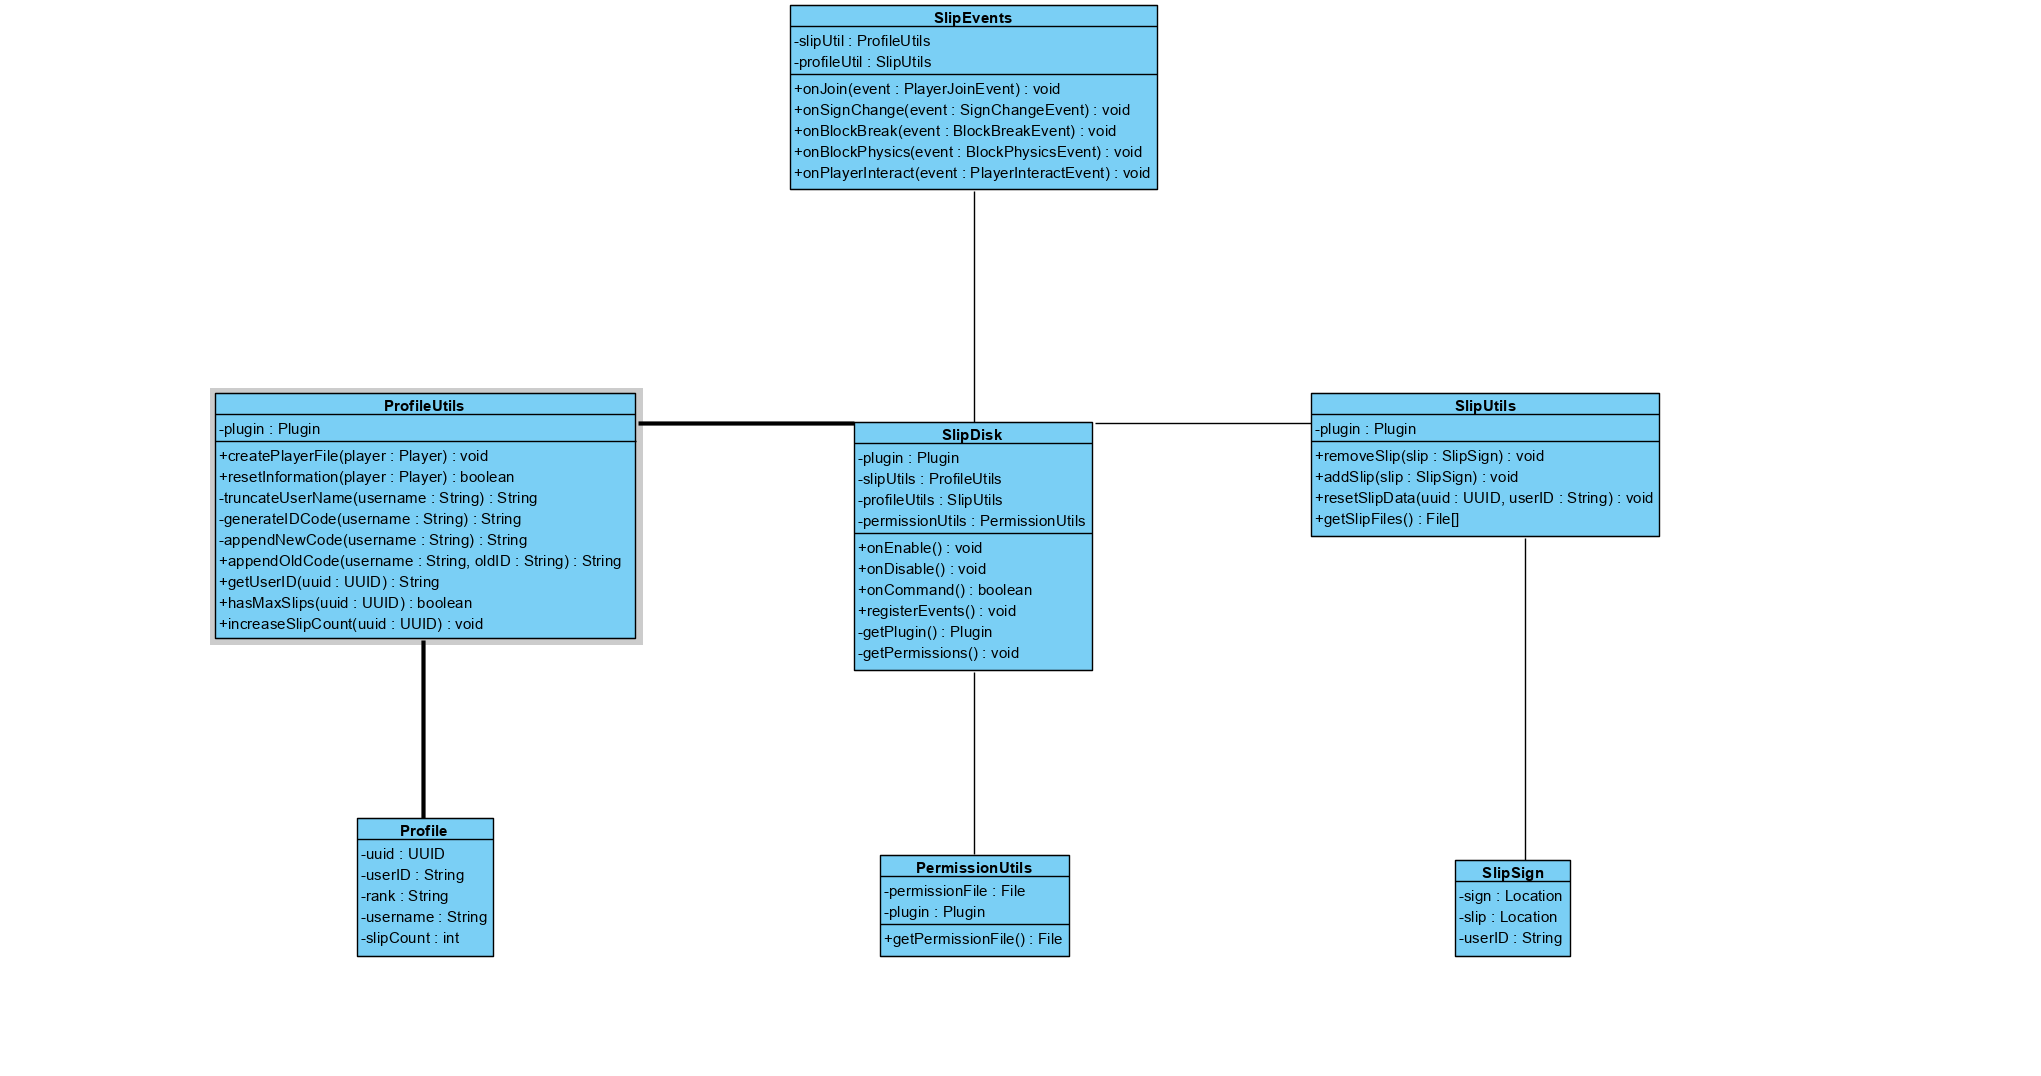 SlipEvents
-slipUtil : ProfileUtils
-profileUtil : SlipUtils
+onJoin(event : PlayerJoinEvent) : void
+onSignChange(event : SignChangeEvent) : void
+onBlockBreak(event : BlockBreakEvent) : void
+onBlockPhysics(event : BlockPhysicsEvent) : void
+onPlayerInteract(event : PlayerInteractEvent) : void
ProfileUtils
-plugin : Plugin
+createPlayerFile(player : Player) : void
+resetInformation(player : Player) : boolean
-truncateUserName(username : String) : String
-generateIDCode(username : String) : String
-appendNewCode(username : String) : String
+appendOldCode(username : String, oldID : String) : String
+getUserID(uuid : UUID) : String
+hasMaxSlips(uuid : UUID) : boolean
+increaseSlipCount(uuid : UUID) : void
SlipDisk
-plugin : Plugin
-slipUtils : ProfileUtils
-profileUtils : SlipUtils
-permissionUtils : PermissionUtils
+onEnable() : void
+onDisable() : void
+onCommand() : boolean
+registerEvents() : void
-getPlugin() : Plugin
-getPermissions() : void
SlipUtils
-plugin : Plugin
+removeSlip(slip : SlipSign) : void
+addSlip(slip : SlipSign) : void
+resetSlipData(uuid : UUID, userID : String) : void
+getSlipFiles() : File[]
Profile
-uuid : UUID
-userID : String
-rank : String
-username : String
-slipCount : int
PermissionUtils
-permissionFile : File
-plugin : Plugin
+getPermissionFile() : File
SlipSign
-sign : Location
-slip : Location
-userID : String